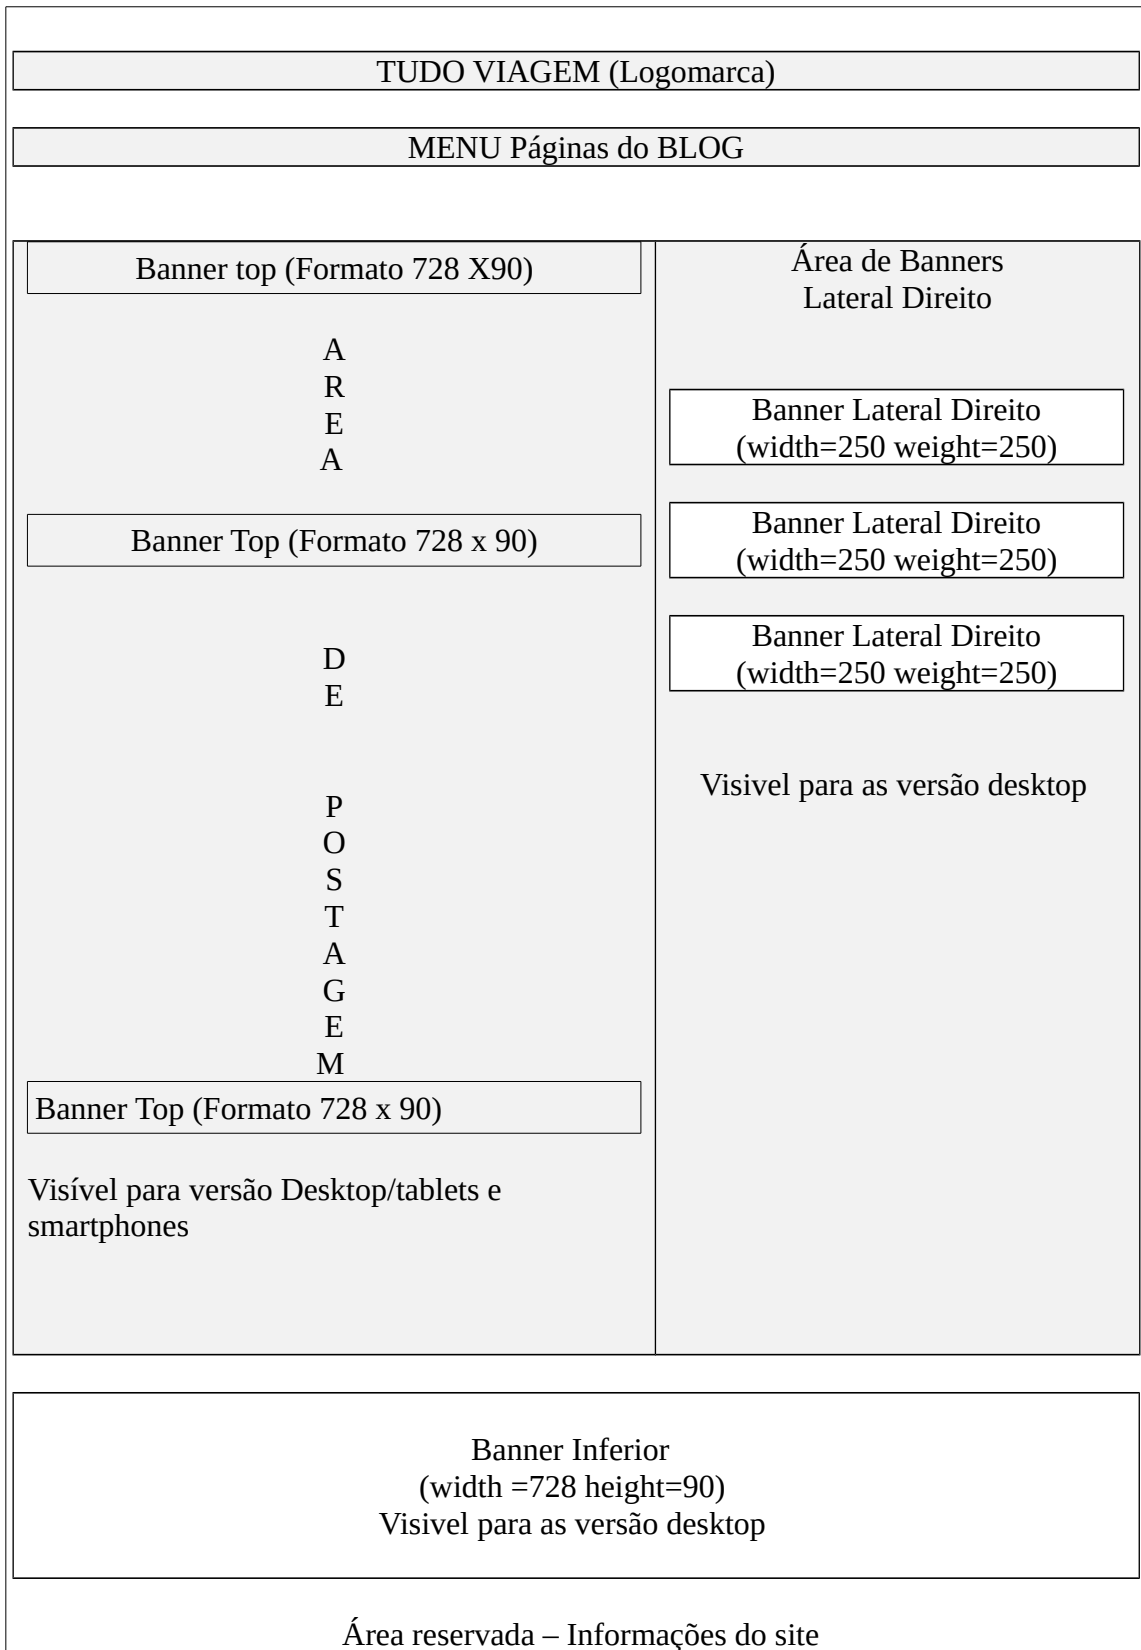 TUDO VIAGEM (Logomarca)
MENU Páginas do BLOG
Banner top (Formato 728 X90)
A
R
E
A
Banner Top (Formato 728 x 90)
D
E
P
O
S
T
A
G
E
M
Banner Top (Formato 728 x 90)
Visível para versão Desktop/tablets e
smartphones
Área de Banners
Lateral Direito
Banner Lateral Direito
(width=250 weight=250)
Banner Lateral Direito
(width=250 weight=250)
Banner Lateral Direito
(width=250 weight=250)
Visivel para as versão desktop
Banner Inferior
(width =728 height=90)
Visivel para as versão desktop
Área reservada – Informações do site